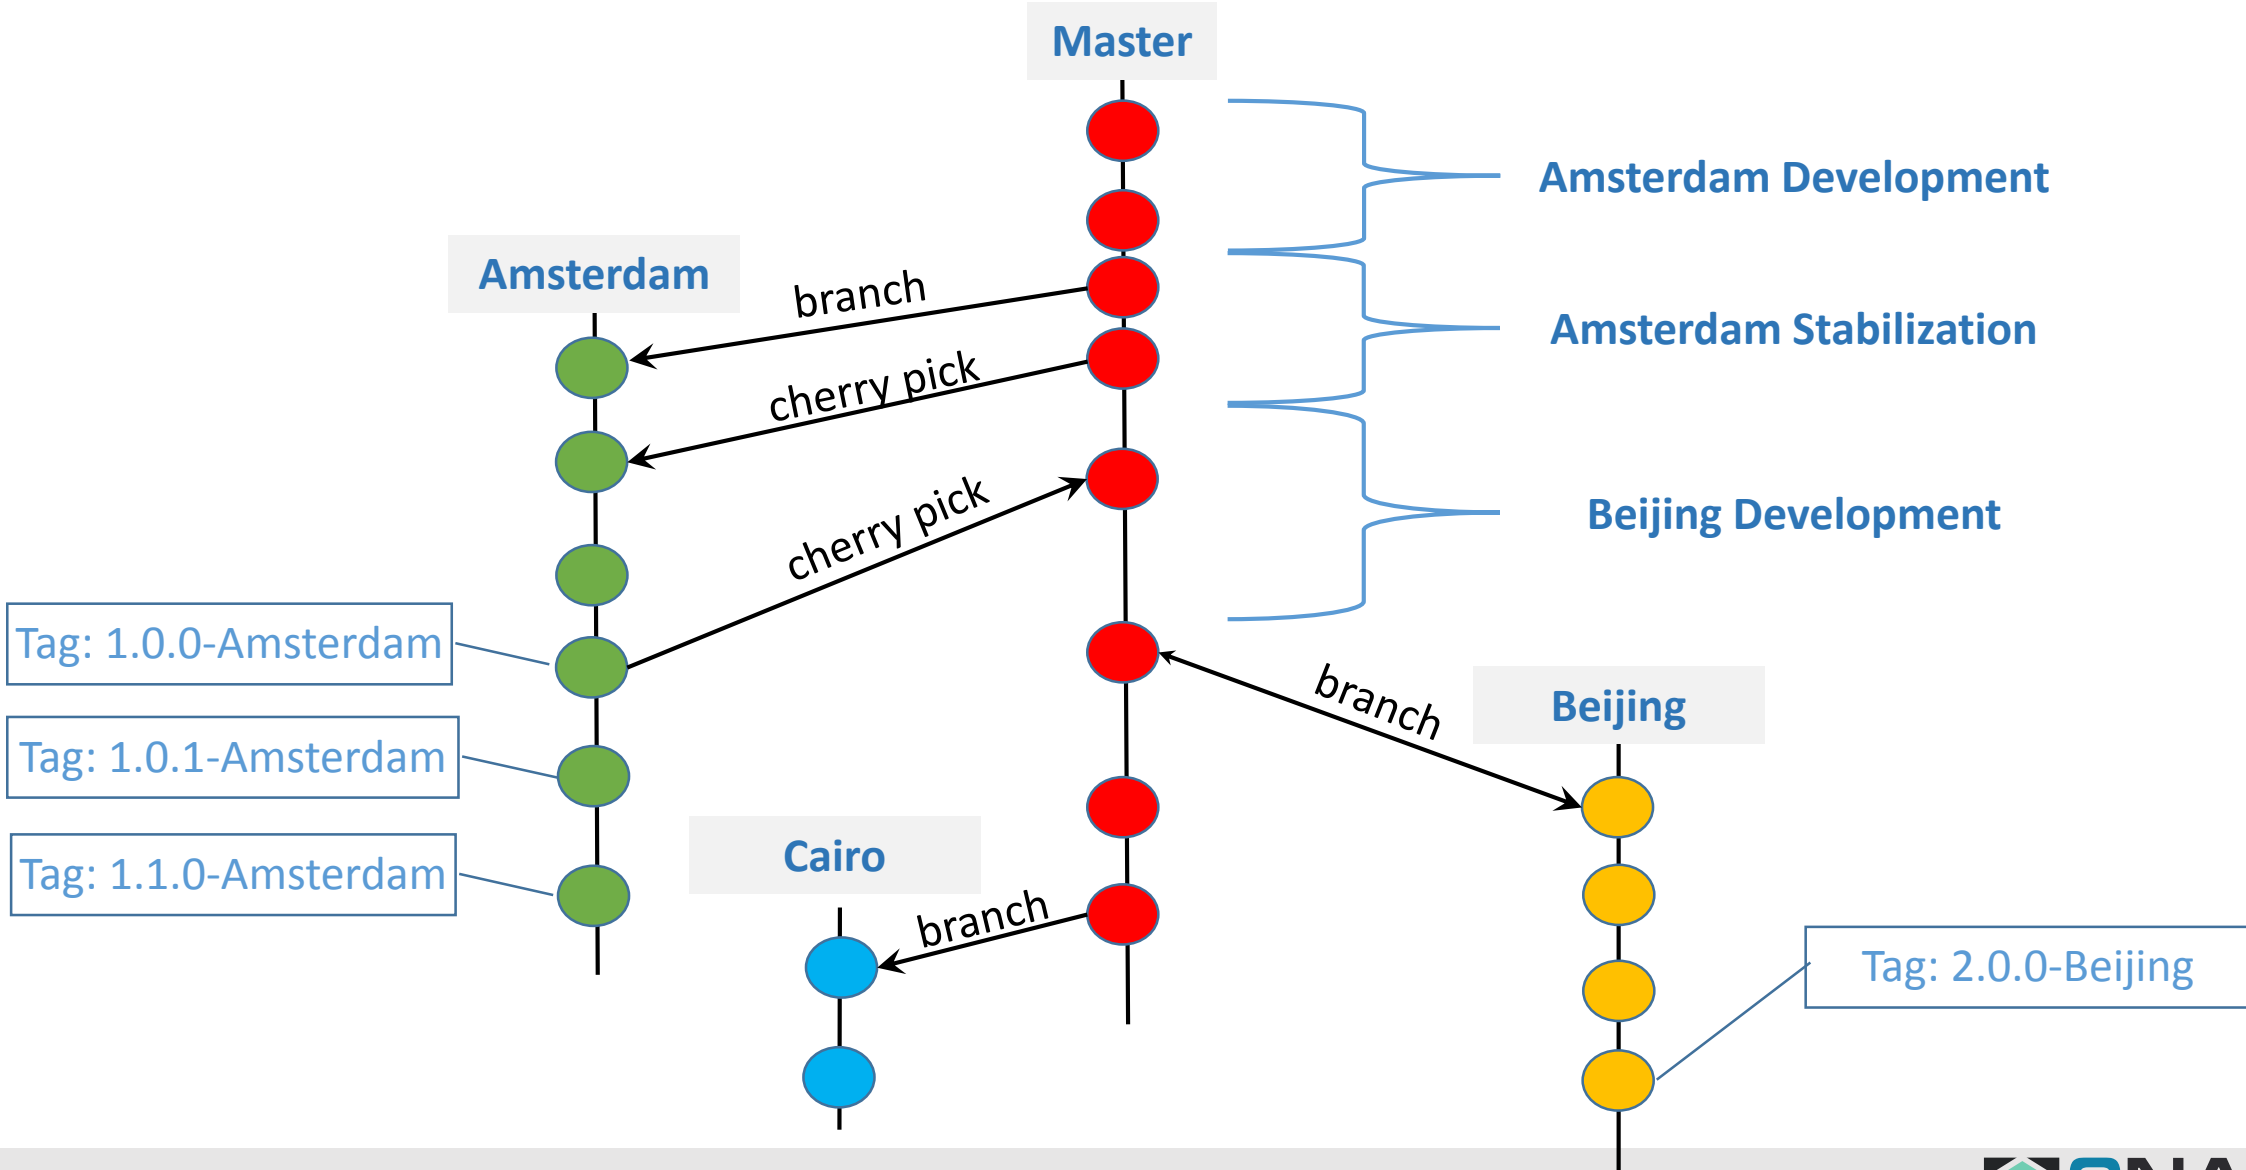 Master
Amsterdam Development
Amsterdam
branch
Amsterdam Stabilization
cherry pick
cherry pick
Beijing Development
Tag: 1.0.0-Amsterdam
branch
Beijing
Tag: 1.0.1-Amsterdam
Cairo
Tag: 1.1.0-Amsterdam
branch
Tag: 2.0.0-Beijing